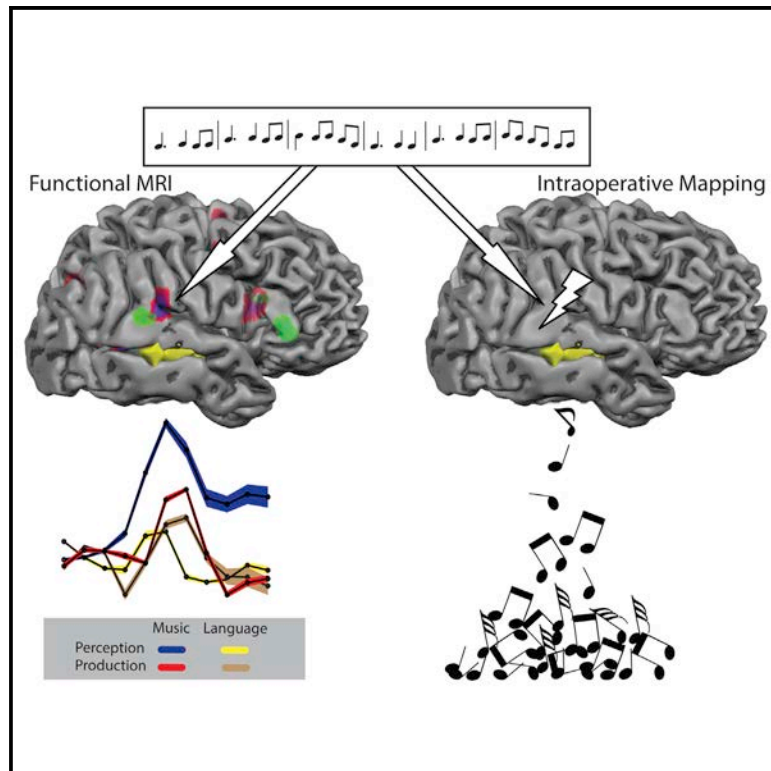 Functional MRI
Intraoperative Mapping
Music Language
Perception
Production